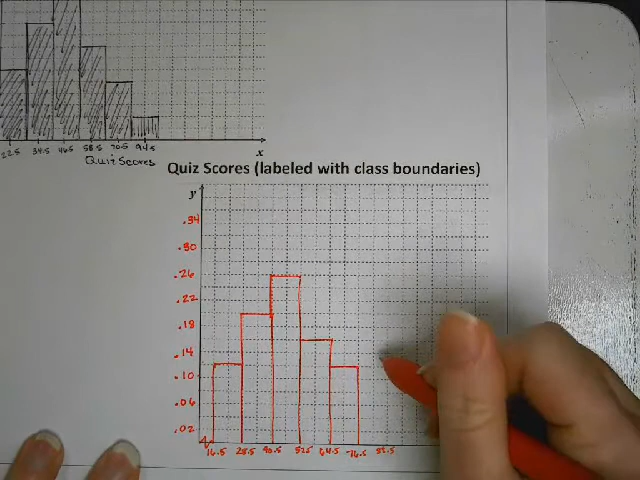 22.5 34.5 46.5 58.5 70.5 94.5
x
Quiz Scores
Quiz Scores (labeled with class boundaries)
y
.34
.30
.26
.22
.18
.14
.10
.06
.02
16.5 28.5 40.5 52.5 64.5 76.5 88.5